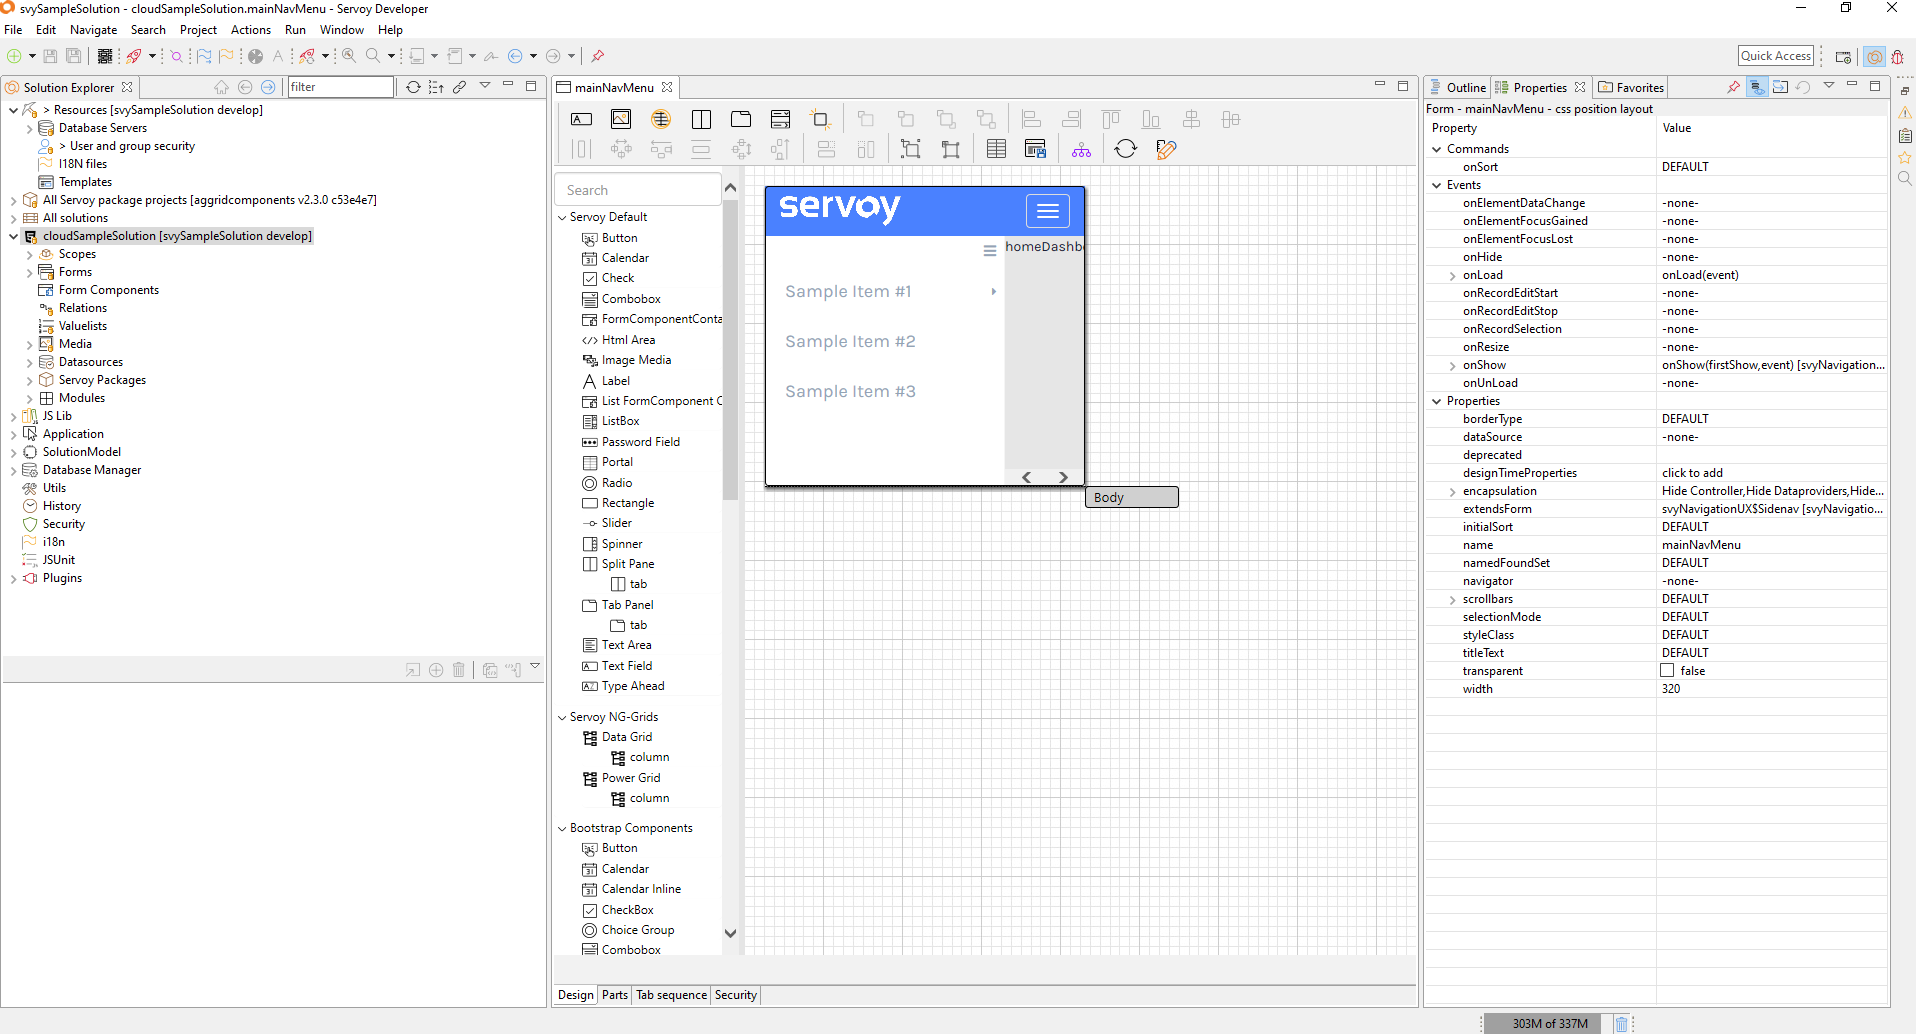 svySampleSolution - cloudSampleSolution.mainNavMenu - Servoy Developer
File Edit Navigate Search Project Actions Run Window Help
Quick Access
Solution Explorer
filter
> Resources [svySampleSolution develop]
Database Servers
> User and group security
I18N files
Templates
All Servoy package projects [aggridcomponents v2.3.0 c53e4e7]
All solutions
cloudSampleSolution [svySampleSolution develop]
Scopes
Forms
Form Components
Relations
Valuelists
Media
Datasources
Servoy Packages
Modules
JS Lib
Application
SolutionModel
Database Manager
Utils
History
Security
i18n
JSUnit
Plugins
mainNavMenu
Search
Servoy Default
Button
Calendar
Check
Combobox
FormComponentConta
Html Area
Image Media
Label
List FormComponent C
ListBox
Password Field
Portal
Radio
Rectangle
Slider
Spinner
Split Pane
tab
Tab Panel
tab
Text Area
Text Field
Type Ahead
Servoy NG-Grids
Data Grid
column
Power Grid
column
Bootstrap Components
Button
Calendar
Calendar Inline
CheckBox
Choice Group
Combobox
servoy
homeDashbo
Sample Item #1
Sample Item #2
Sample Item #3
Body
Design Parts Tab sequence Security
Outline Properties Favorites
Form - mainNavMenu - css position layout
Property Value
Commands
onSort DEFAULT
Events
onElementDataChange -none-
onElementFocusGained -none-
onElementFocusLost -none-
onHide -none-
onLoad onLoad(event)
onRecordEditStart -none-
onRecordEditStop -none-
onRecordSelection -none-
onResize -none-
onShow onShow(firstShow,event) [svyNavigation...
onUnLoad -none-
Properties
borderType DEFAULT
dataSource -none-
deprecated
designTimeProperties click to add
encapsulation Hide Controller,Hide Dataproviders,Hide...
extendsForm svyNavigationUX$Sidenav [svyNavigatio...
initialSort DEFAULT
name mainNavMenu
namedFoundSet DEFAULT
navigator -none-
scrollbars DEFAULT
selectionMode DEFAULT
styleClass DEFAULT
titleText DEFAULT
transparent false
width 320
303M of 337M